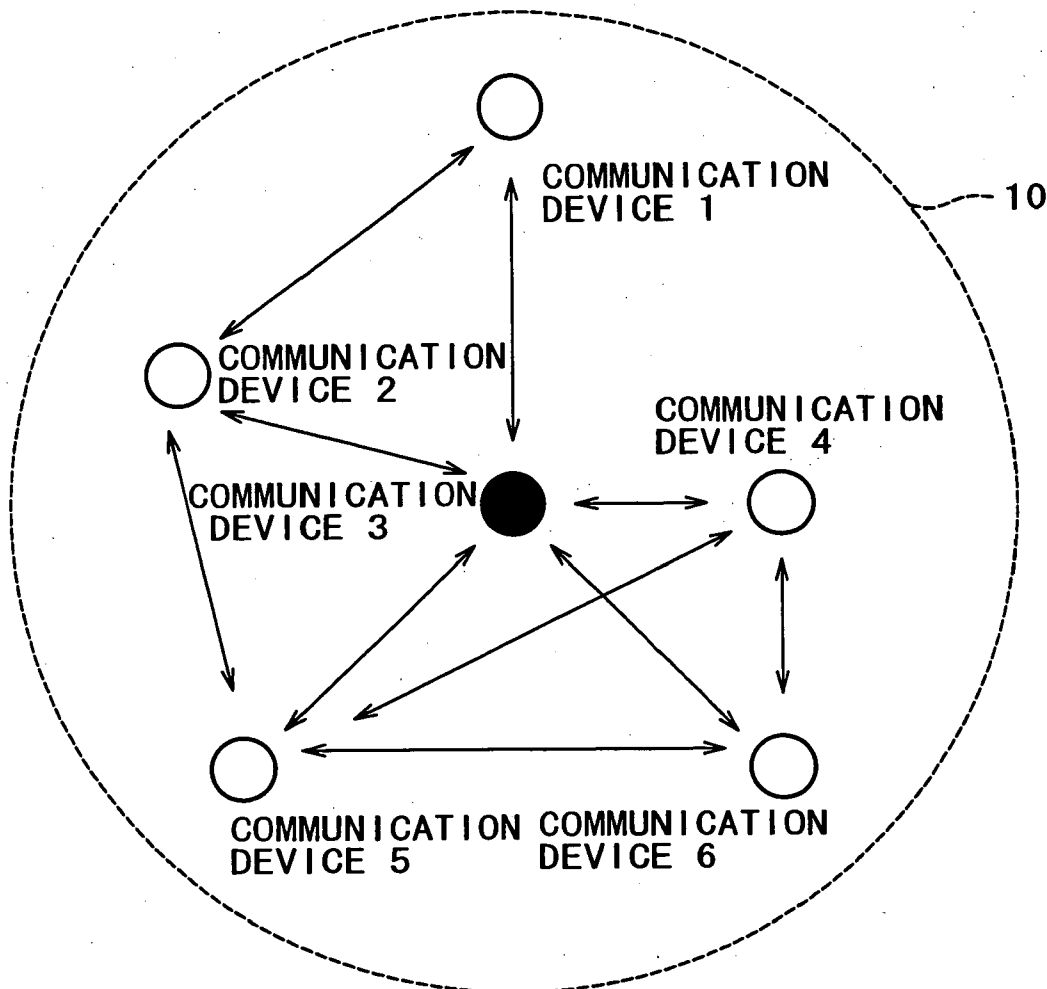 COMMUNICATION
DEVICE 1
10
COMMUNICATION
DEVICE 2
COMMUNICATION
DEVICE 4
COMMUNICATION
DEVICE 3
COMMUNICATION
DEVICE 5
COMMUNICATION
DEVICE 6